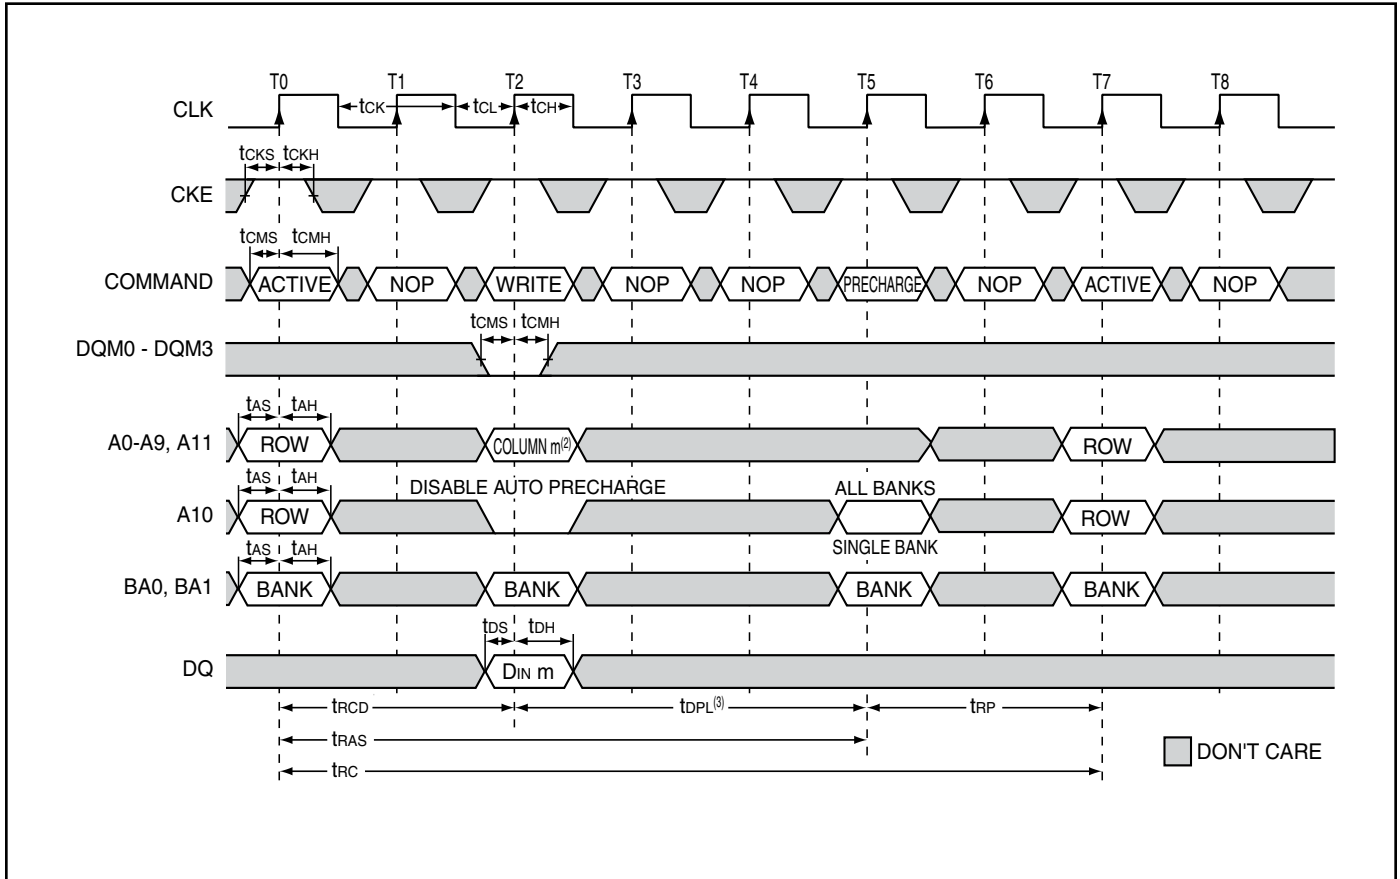 T0 T1 T2 T3 T4 T5 T6 T7 T8
CLK tCK tCL tCH
tCKS tCKH
CKE
tCMS tCMH
COMMAND ACTIVE NOP WRITE NOP NOP PRECHARGE NOP ACTIVE NOP
tCMS tCMH
DQM0 - DQM3
tAS tAH
A0-A9, A11 ROW COLUMN m(2) ROW
tAS tAH DISABLE AUTO PRECHARGE ALL BANKS
A10 ROW ROW
tAS tAH SINGLE BANK
BA0, BA1 BANK BANK BANK BANK
tDS tDH
DQ DIN m
tRCD tDPL(3) tRP
tRAS
tRC
DON'T CARE